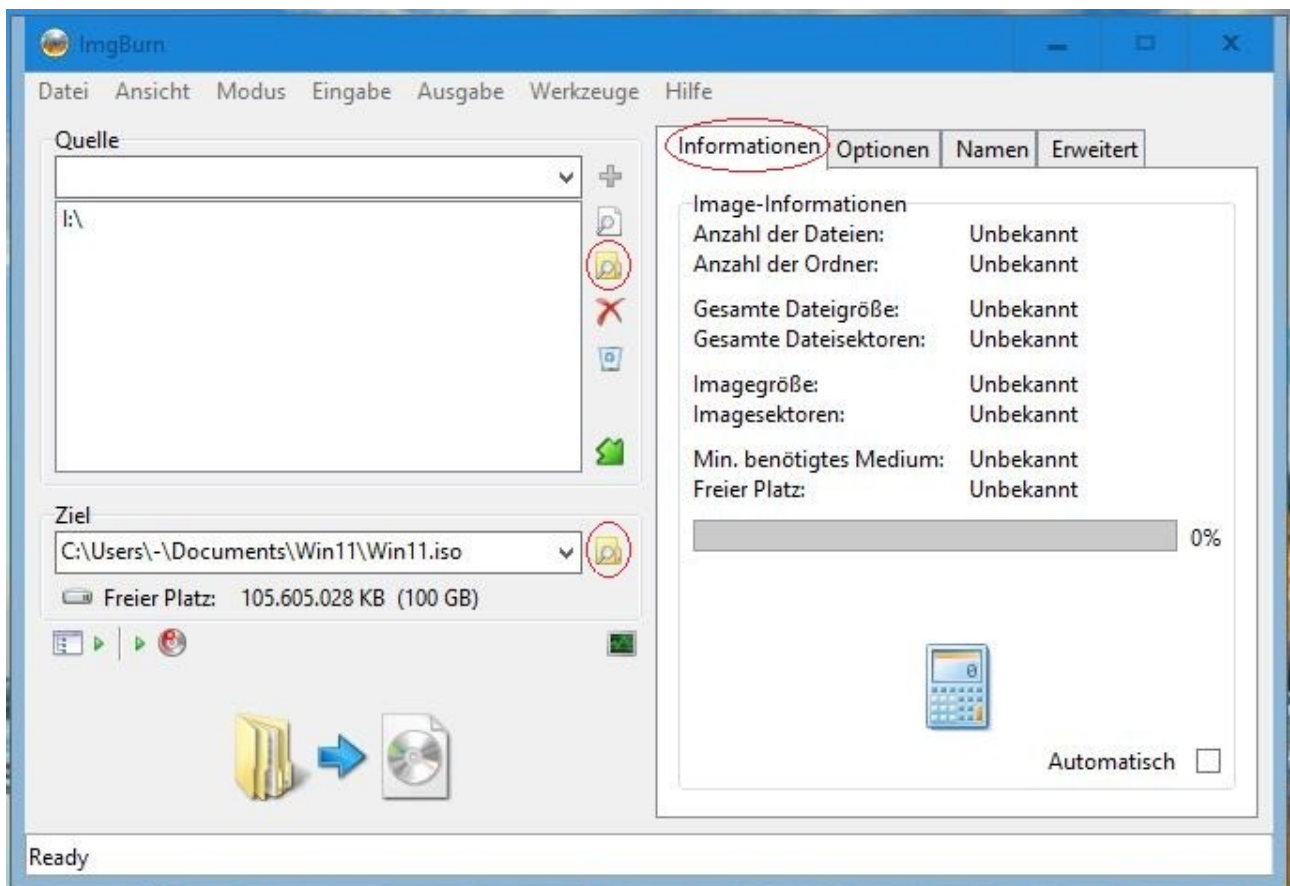 ImgBurn
Datei Ansicht Modus Eingabe Ausgabe Werkzeuge Hilfe
Quelle
I:\
Ziel
C:\Users\-\Documents\Win11\Win11.iso
Freier Platz: 105.605.028 KB (100 GB)
Informationen Optionen Namen Erweitert
Image-Informationen
Anzahl der Dateien: Unbekannt
Anzahl der Ordner: Unbekannt
Gesamte Dateigröße: Unbekannt
Gesamte Dateisektoren: Unbekannt
Imagegröße: Unbekannt
Imagesektoren: Unbekannt
Min. benötigtes Medium: Unbekannt
Freier Platz: Unbekannt
0%
0
Automatisch
Ready